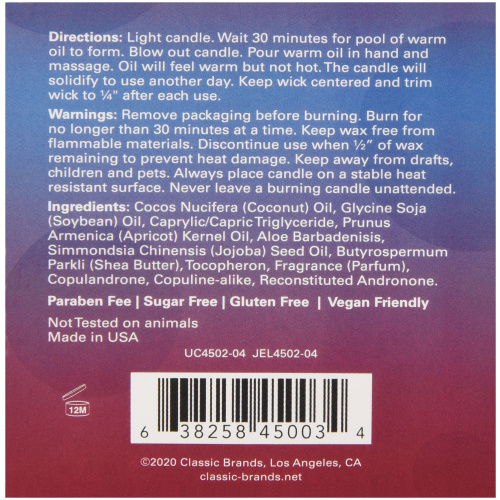 Directions: Light candle. Wait 30 minutes for pool of warm
oil to form. Blow out candle. Pour warm oil in hand and
massage. Oil will feel warm but not hot. The candle will
solidify to use another day. Keep wick centered and trim
wick to ¼" after each use.
Warnings: Remove packaging before burning. Burn for
no longer than 30 minutes at a time. Keep wax free from
flammable materials. Discontinue use when ½” of wax
remaining to prevent heat damage. Keep away from drafts,
children and pets. Always place candle on a stable heat
resistant surface. Never leave a burning candle unattended.
Ingredients: Cocos Nucifera (Coconut) Oil, Glycine Soja
(Soybean) Oil, Caprylic/Capric Triglyceride, Prunus
Armenica (Apricot) Kernel Oil, Aloe Barbadenisis,
Simmondsia Chinensis (Jojoba) Seed Oil, Butyrospermum
Parkli (Shea Butter), Tocopheron, Fragrance (Parfum),
Copulandrone, Copuline-alike, Reconstituted Andronone.
Paraben Fee | Sugar Free | Gluten Free | Vegan Friendly
Not Tested on animals
Made in USA
UC4502-04 JEL4502-04
12M
6 38258 45003 4
©2020 Classic Brands, Los Angeles, CA
classic-brands.net